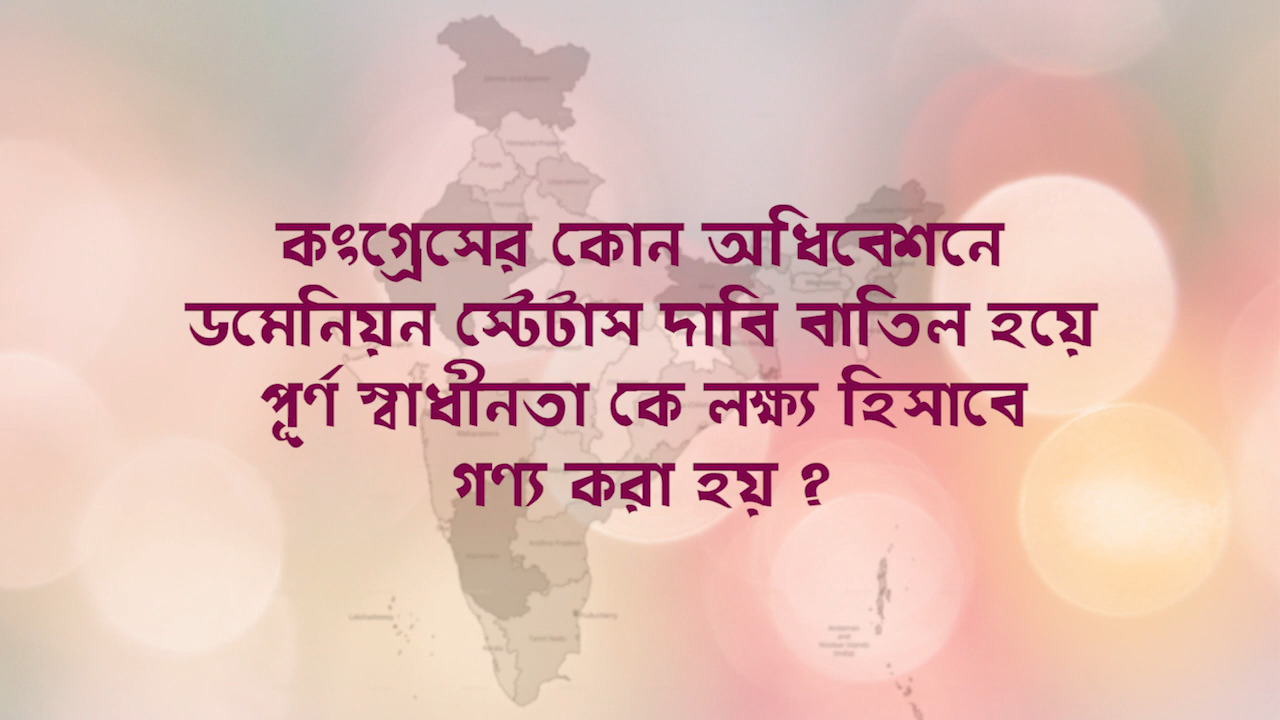 কংগ্রেসের কোন অধিবেশনে
ডমেনিয়ন স্টেটাস দাবি বাতিল হয়ে
পূর্ণ স্বাধীনতা কে লক্ষ্য হিসাবে
গণ্য করা হয় ?